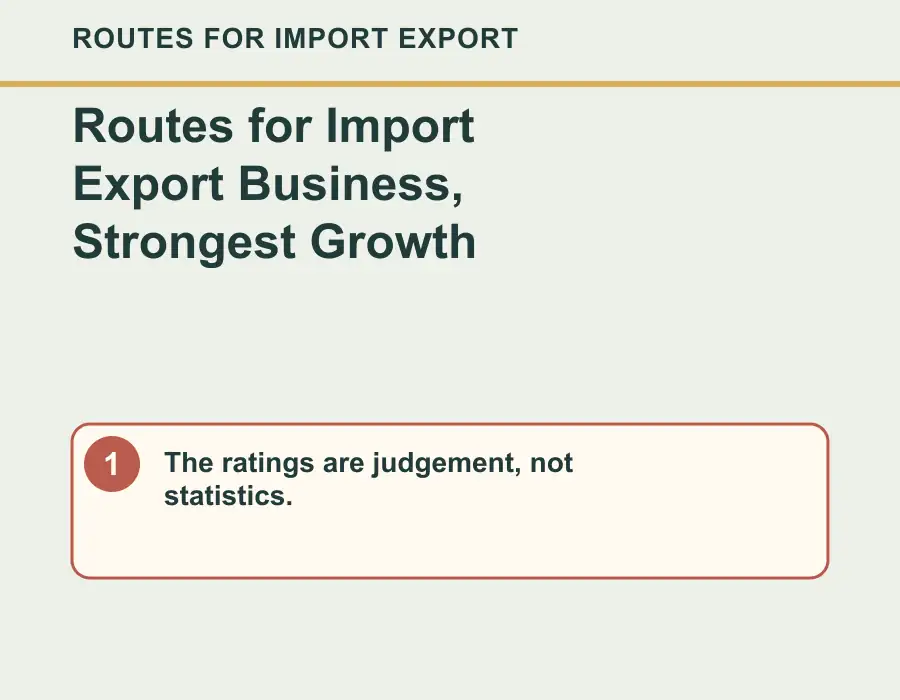 ROUTES FOR IMPORT EXPORT
Routes for Import
Export Business,
Strongest Growth
1
The ratings are judgement, not
statistics.